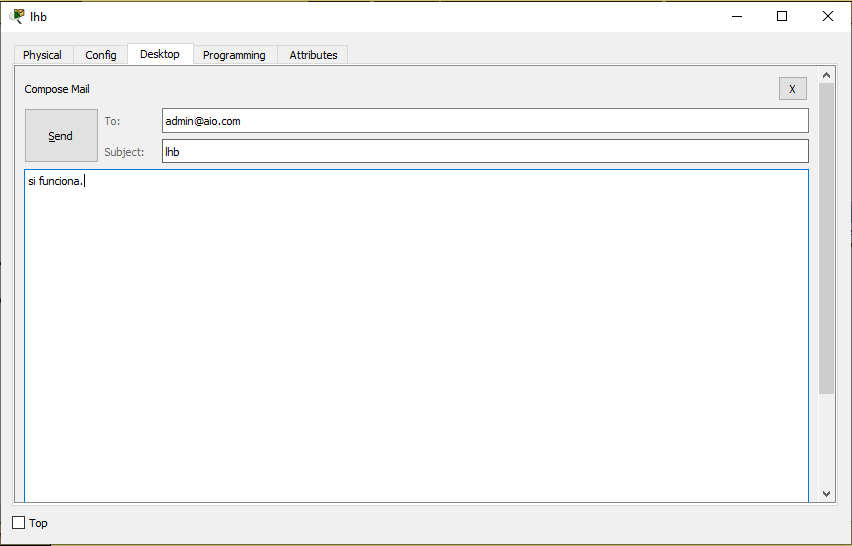 lhb
Physical Config Desktop Programming Attributes
Compose Mail X
Send
To: admin@aio.com
Subject: lhb
si funciona.
Top